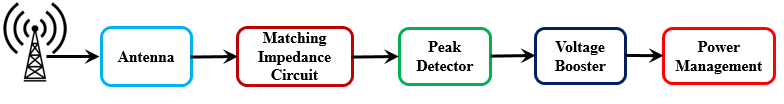 Antenna
Matching
Impedance
Circuit
Peak
Detector
Voltage
Booster
Power
Management